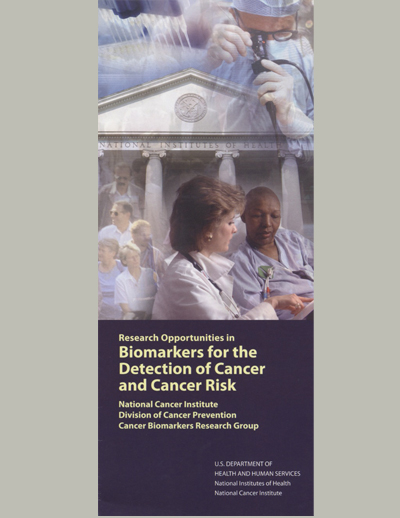 NATIONAL INSTITUTES OF HEALTH
Research Opportunities in
Biomarkers for the
Detection of Cancer
and Cancer Risk
National Cancer Institute
Division of Cancer Prevention
Cancer Biomarkers Research Group
U.S. DEPARTMENT OF
HEALTH AND HUMAN SERVICES
National Institutes of Health
National Cancer Institute